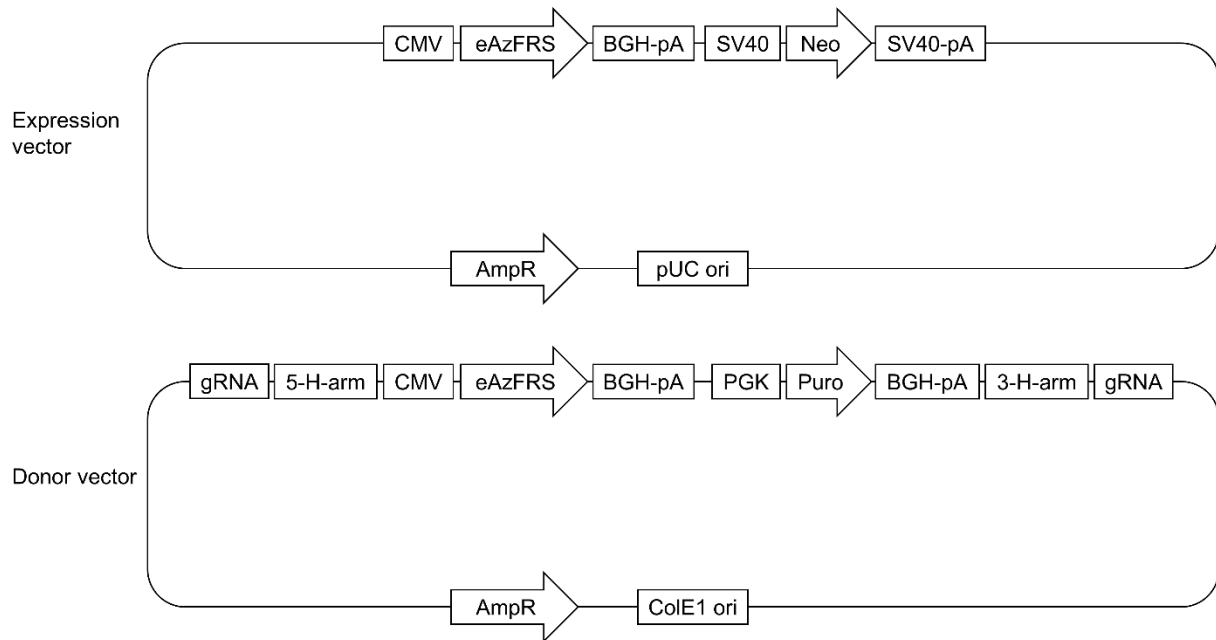 CMV eAzFRS BGH-pA SV40 Neo SV40-pA
Expression
vector
AmpR pUC ori
gRNA 5-H-arm CMV eAzFRS BGH-pA PGK Puro BGH-pA 3-H-arm gRNA
Donor vector
AmpR ColE1 ori